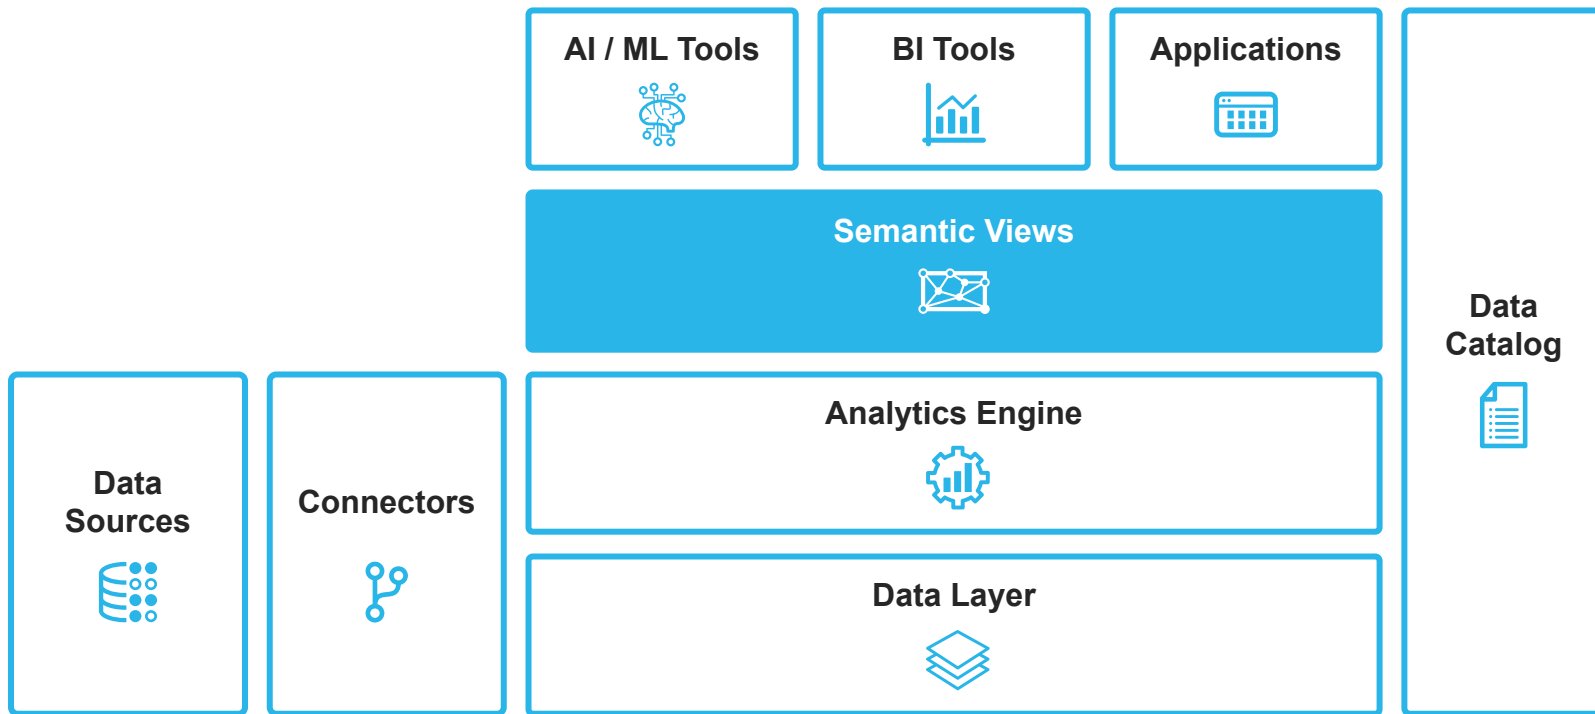 AI / ML Tools
BI Tools
Applications
Semantic Views
Data
Catalog
Analytics Engine
Data
Sources
Connectors
Data Layer